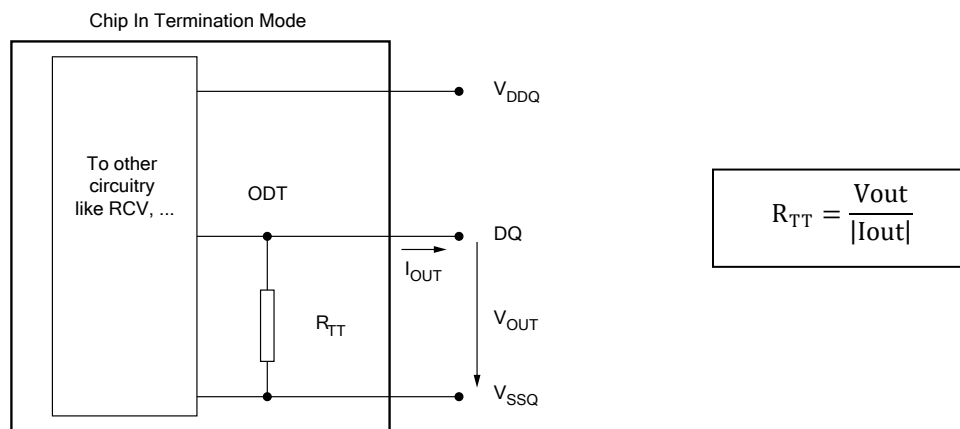 Chip In Termination Mode
V_DDQ
To other
circuitry
like RCV, ...
ODT
DQ
I_OUT
R_TT
V_OUT
V_SSQ
R_TT = Vout / |Iout|